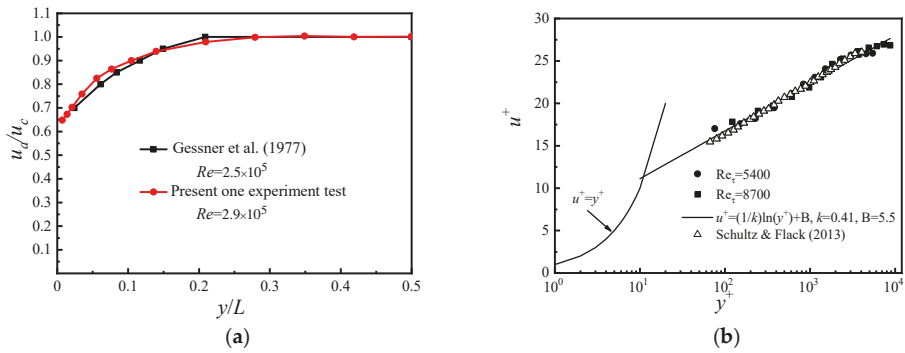 1.1
1.0
0.9
0.8
0.7
0.6
0.5
0.4
0.3
0.2
0.1
u_d/u_c
Gessner et al. (1977)
Re=2.5×10^5
Present one experiment test
Re=2.9×10^5
0 0.1 0.2 0.3 0.4 0.5
y/L
(a)
30
25
20
15
10
5
0
u^+
u^+=y^+
Re_τ=5400
Re_τ=8700
u^+=(1/k)ln(y^+)+B, k=0.41, B=5.5
Schultz & Flack (2013)
10^0 10^1 10^2 10^3 10^4
y^+
(b)